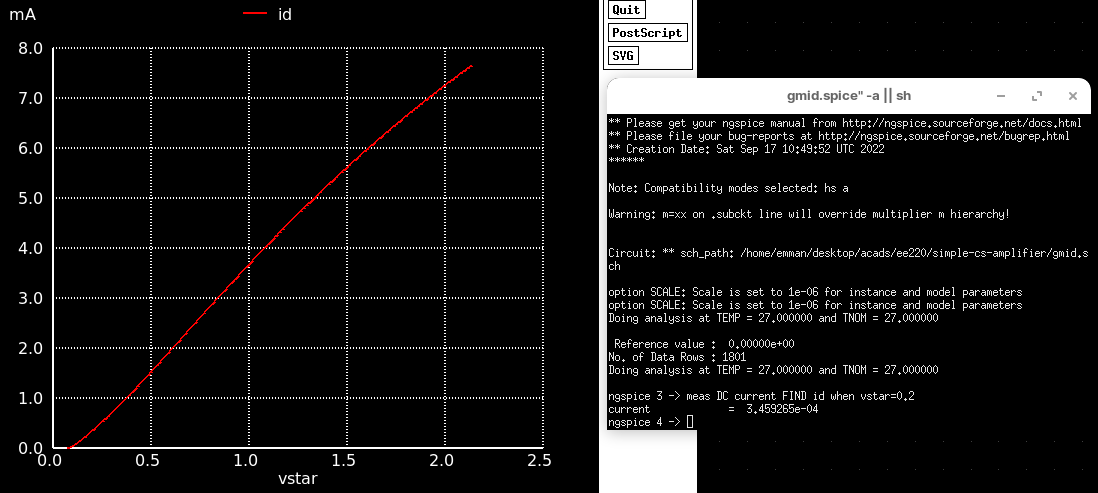 mA
id
8.0
7.0
6.0
5.0
4.0
3.0
2.0
1.0
0.0
0.0 0.5 1.0 1.5 2.0 2.5
vstar
Quit
PostScript
SVG
gmid.spice" -a || sh
** Please get your ngspice manual from http://ngspice.sourceforge.net/docs.html
** Please file your bug-reports at http://ngspice.sourceforge.net/bugrep.html
** Creation Date: Sat Sep 17 10:49:52 UTC 2022
******
Note: Compatibility modes selected: hs a
Warning: m=xx on .subckt line will override multiplier m hierarchy!
Circuit: ** sch_path: /home/emman/desktop/acads/ee220/simple-cs-amplifier/gmid.s
ch
option SCALE: Scale is set to 1e-06 for instance and model parameters
option SCALE: Scale is set to 1e-06 for instance and model parameters
Doing analysis at TEMP = 27.000000 and TNOM = 27.000000
Reference value : 0.00000e+00
No. of Data Rows : 1801
Doing analysis at TEMP = 27.000000 and TNOM = 27.000000
ngspice 3 -> meas DC current FIND id when vstar=0.2
current = 3.459265e-04
ngspice 4 ->